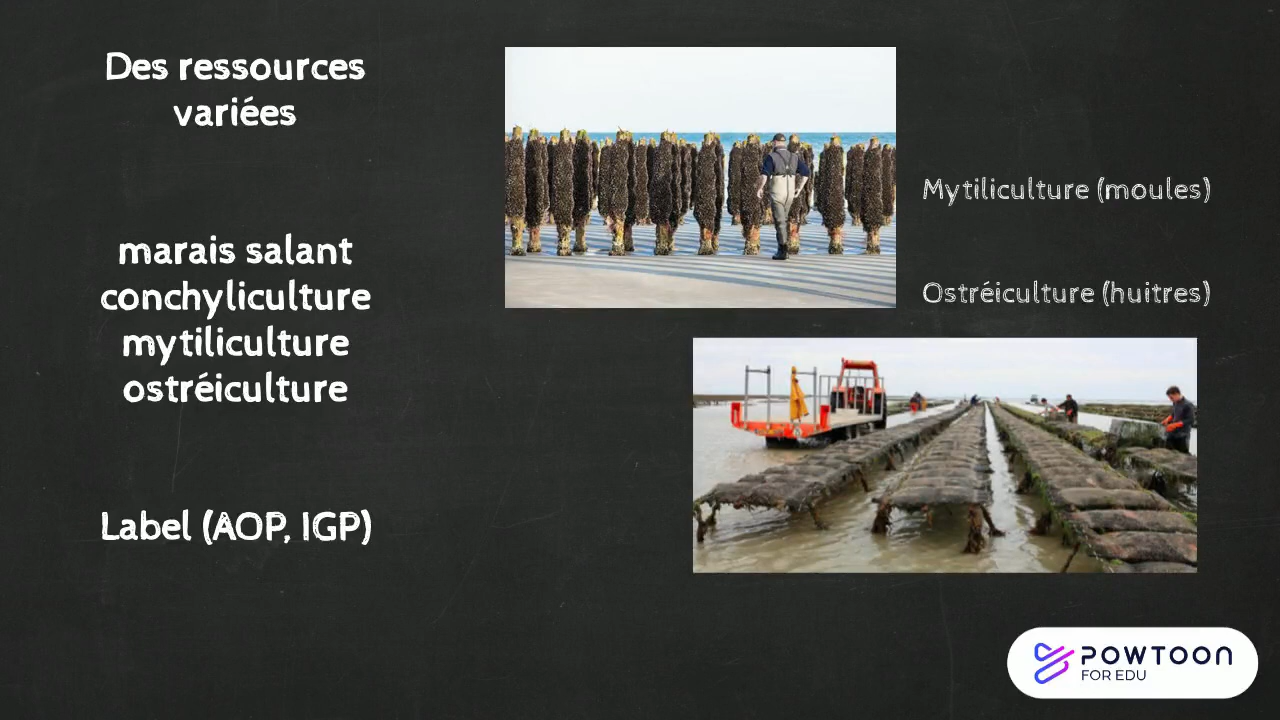 Des ressources
variées
marais salant
conchyliculture
mytiliculture
ostréiculture
Label (AOP, IGP)
Mytiliculture (moules)
Ostréiculture (huitres)
POWTOON
FOR EDU